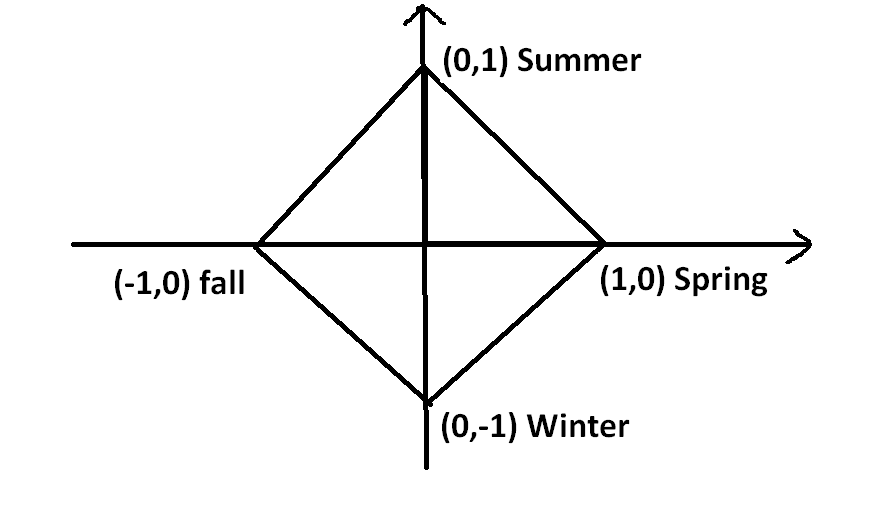 (0,1) Summer
(-1,0) fall
(1,0) Spring
(0,-1) Winter